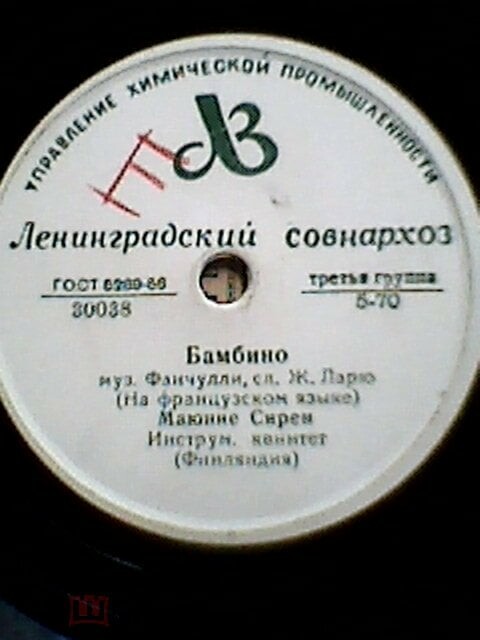 УПРАВЛЕНИЕ ХИМИЧЕСКОЙ ПРОМЫШЛЕННОСТИ
ЛЗ
Ленинградский совнархоз
ГОСТ 5289-56
30038
третья группа
5-70
Бамбино
муз. Фанчулли, сл. Ж. Ларю
(На французском языке)
Маюние Сирен
Инструм. квинтет
(Финляндия)